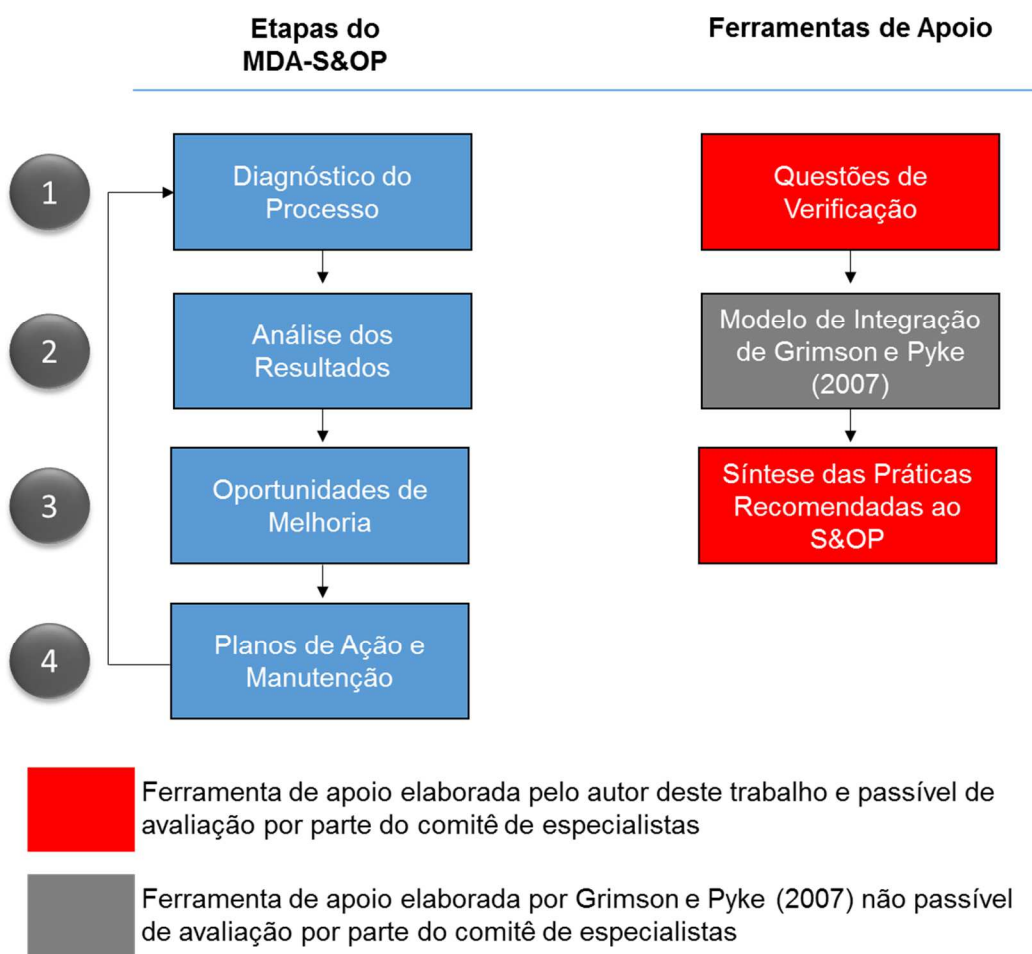 Etapas do
MDA-S&OP
Ferramentas de Apoio
1
Diagnóstico do
Processo
Questões de
Verificação
2
Análise dos
Resultados
Modelo de Integração
de Grimson e Pyke
(2007)
3
Oportunidades de
Melhoria
Síntese das Práticas
Recomendadas ao
S&OP
4
Planos de Ação e
Manutenção
Ferramenta de apoio elaborada pelo autor deste trabalho e passível de
avaliação por parte do comitê de especialistas
Ferramenta de apoio elaborada por Grimson e Pyke (2007) não passível
de avaliação por parte do comitê de especialistas